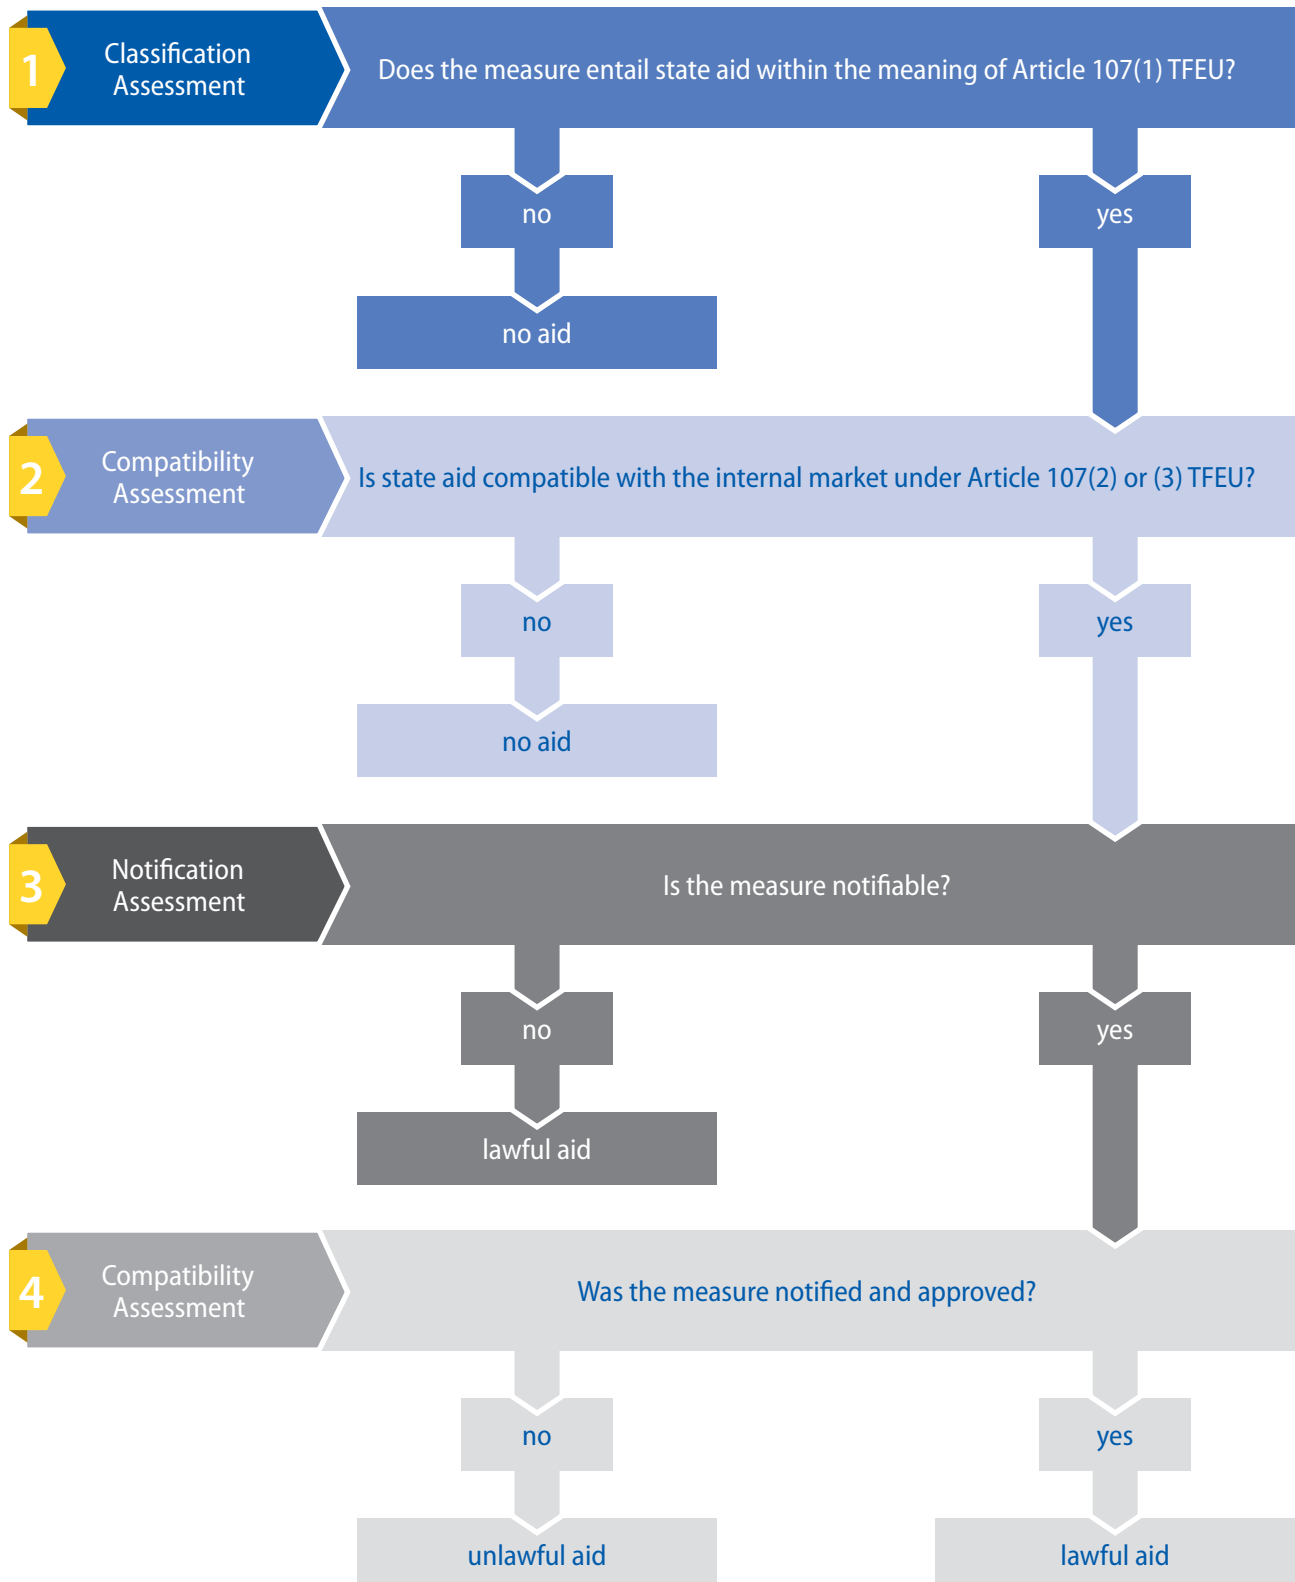 1
Classification
Assessment
Does the measure entail state aid within the meaning of Article 107(1) TFEU?
no
yes
no aid
2
Compatibility
Assessment
Is state aid compatible with the internal market under Article 107(2) or (3) TFEU?
no
yes
no aid
3
Notification
Assessment
Is the measure notifiable?
no
yes
lawful aid
4
Compatibility
Assessment
Was the measure notified and approved?
no
yes
unlawful aid
lawful aid